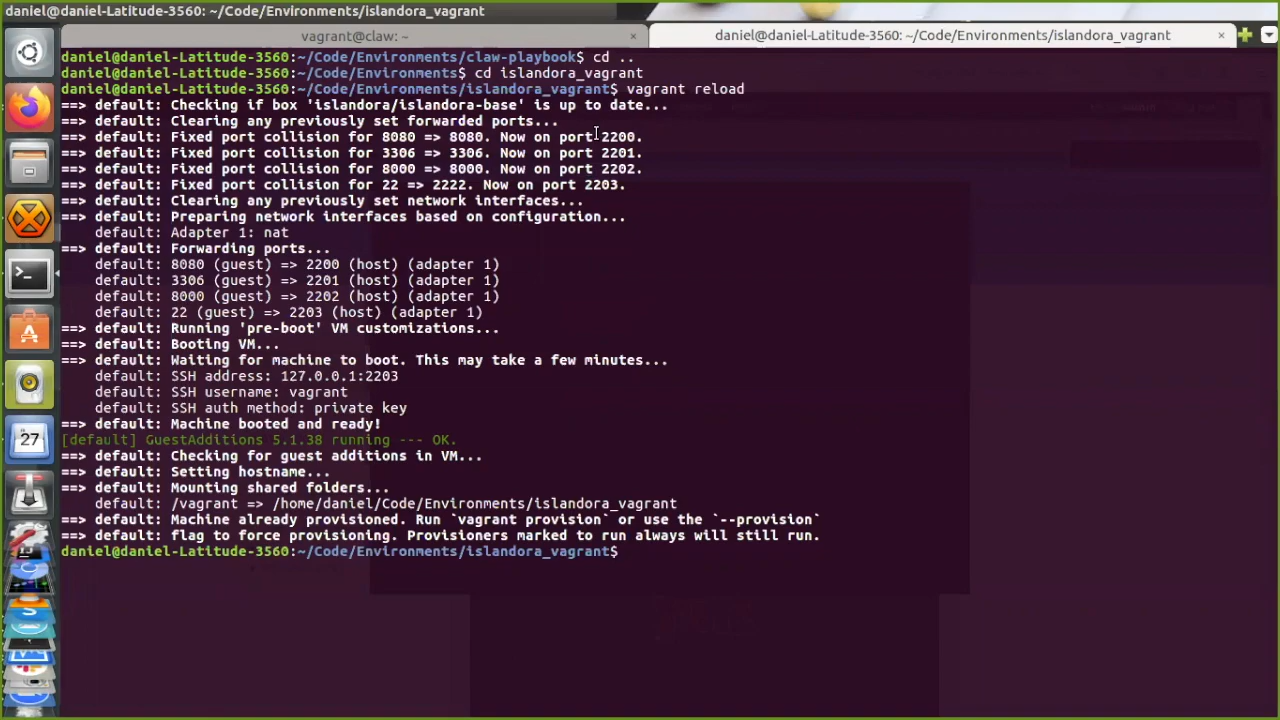 daniel@daniel-Latitude-3560: ~/Code/Environments/islandora_vagrant
vagrant@claw: ~ ×
daniel@daniel-Latitude-3560: ~/Code/Environments/islandora_vagrant ×
daniel@daniel-Latitude-3560:~/Code/Environments/claw-playbook$ cd ..
daniel@daniel-Latitude-3560:~/Code/Environments$ cd islandora_vagrant
daniel@daniel-Latitude-3560:~/Code/Environments/islandora_vagrant$ vagrant reload
==> default: Checking if box 'islandora/islandora-base' is up to date...
==> default: Clearing any previously set forwarded ports...
==> default: Fixed port collision for 8080 => 8080. Now on port 2200.
==> default: Fixed port collision for 3306 => 3306. Now on port 2201.
==> default: Fixed port collision for 8000 => 8000. Now on port 2202.
==> default: Fixed port collision for 22 => 2222. Now on port 2203.
==> default: Clearing any previously set network interfaces...
==> default: Preparing network interfaces based on configuration...
    default: Adapter 1: nat
==> default: Forwarding ports...
    default: 8080 (guest) => 2200 (host) (adapter 1)
    default: 3306 (guest) => 2201 (host) (adapter 1)
    default: 8000 (guest) => 2202 (host) (adapter 1)
    default: 22 (guest) => 2203 (host) (adapter 1)
==> default: Running 'pre-boot' VM customizations...
==> default: Booting VM...
==> default: Waiting for machine to boot. This may take a few minutes...
    default: SSH address: 127.0.0.1:2203
    default: SSH username: vagrant
    default: SSH auth method: private key
==> default: Machine booted and ready!
[default] GuestAdditions 5.1.38 running --- OK.
==> default: Checking for guest additions in VM...
==> default: Setting hostname...
==> default: Mounting shared folders...
    default: /vagrant => /home/daniel/Code/Environments/islandora_vagrant
==> default: Machine already provisioned. Run `vagrant provision` or use the `--provision`
==> default: flag to force provisioning. Provisioners marked to run always will still run.
daniel@daniel-Latitude-3560:~/Code/Environments/islandora_vagrant$
27